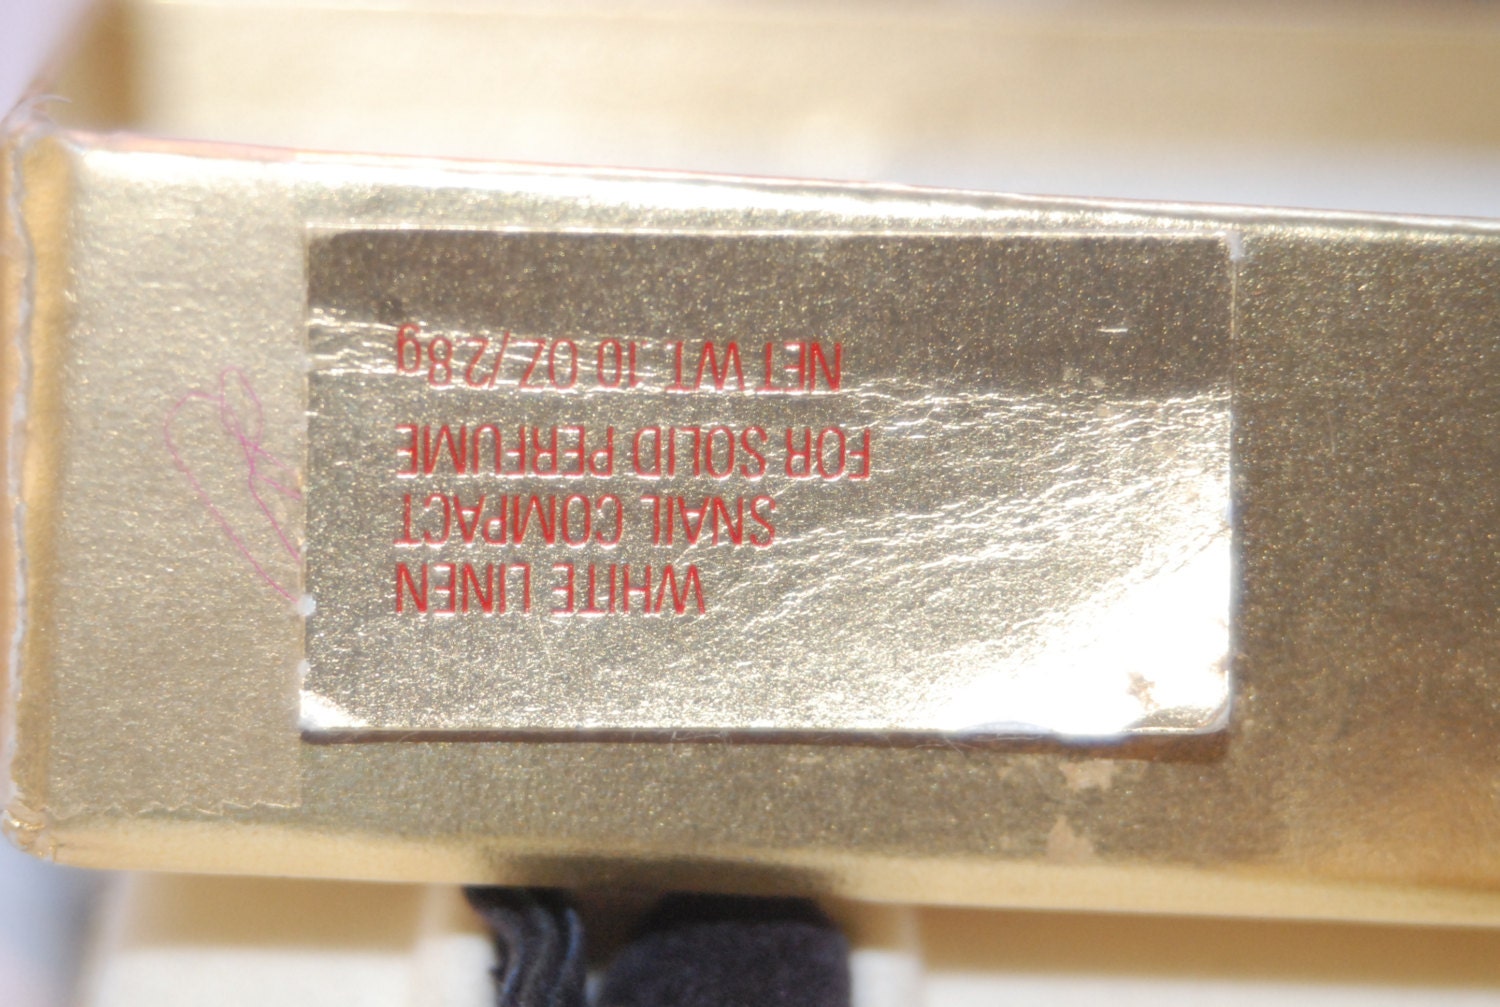 WHITE LINEN
SNAIL COMPACT
FOR SOLID PERFUME
NET WT. .10 OZ/2.8g